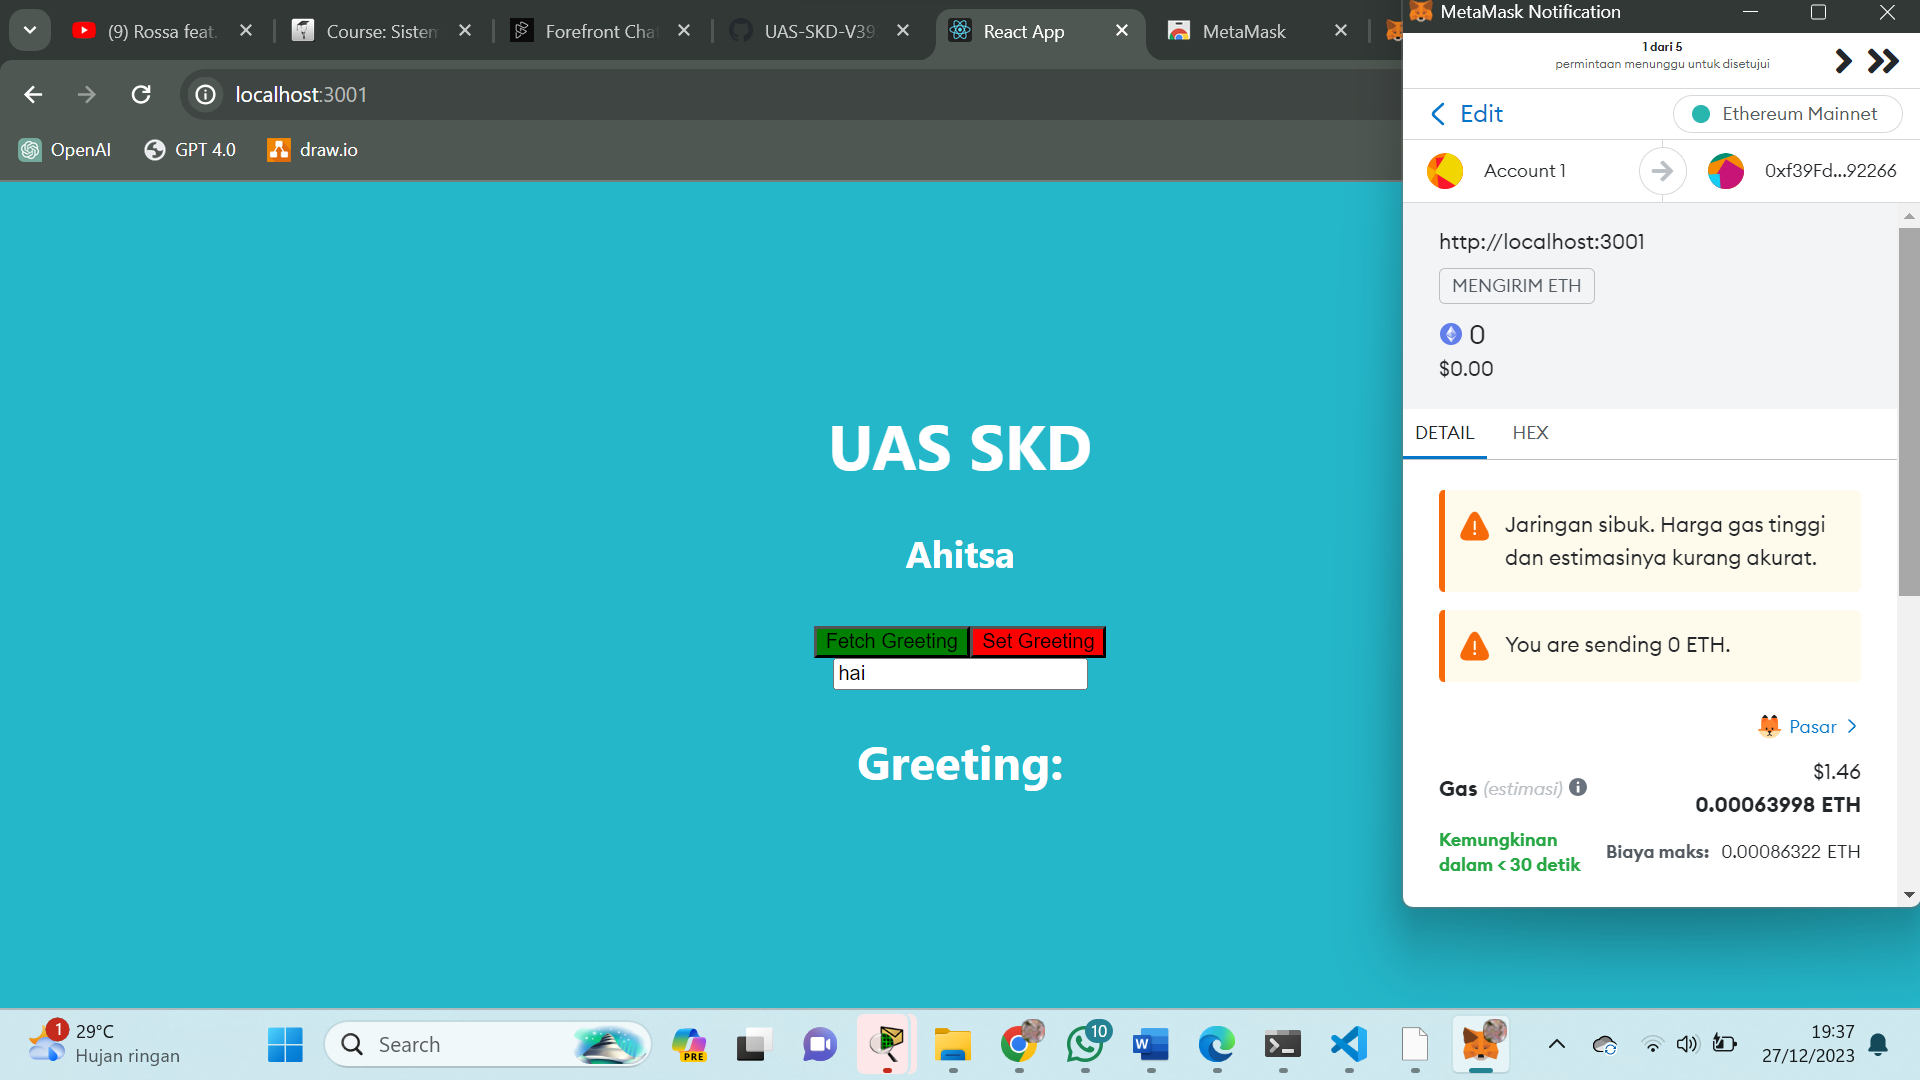 (9) Rossa feat.
Course: Sistem
Forefront Chat
UAS-SKD-V39
React App
MetaMask
localhost:3001
OpenAI
GPT 4.0
draw.io
UAS SKD
Ahitsa
Fetch Greeting
Set Greeting
hai
Greeting:
MetaMask Notification
1 dari 5
permintaan menunggu untuk disetujui
Edit
Ethereum Mainnet
Account 1
0xf39Fd...92266
http://localhost:3001
MENGIRIM ETH
0
$0.00
DETAIL
HEX
Jaringan sibuk. Harga gas tinggi
dan estimasinya kurang akurat.
You are sending 0 ETH.
Pasar
$1.46
Gas (estimasi)
0.00063998 ETH
Kemungkinan
dalam < 30 detik
Biaya maks: 0.00086322 ETH
1
29°C
Hujan ringan
Search
PRE
10
19:37
27/12/2023